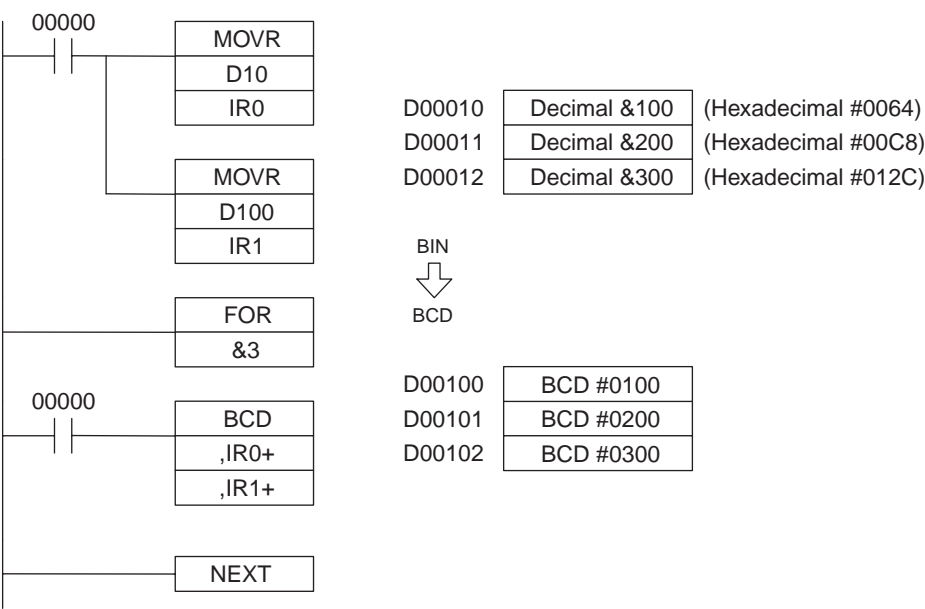 00000
MOVR
D10
IR0
MOVR
D100
IR1
FOR
&3
00000
BCD
,IR0+
,IR1+
NEXT
D00010 Decimal &100 (Hexadecimal #0064)
D00011 Decimal &200 (Hexadecimal #00C8)
D00012 Decimal &300 (Hexadecimal #012C)
BIN
BCD
D00100 BCD #0100
D00101 BCD #0200
D00102 BCD #0300